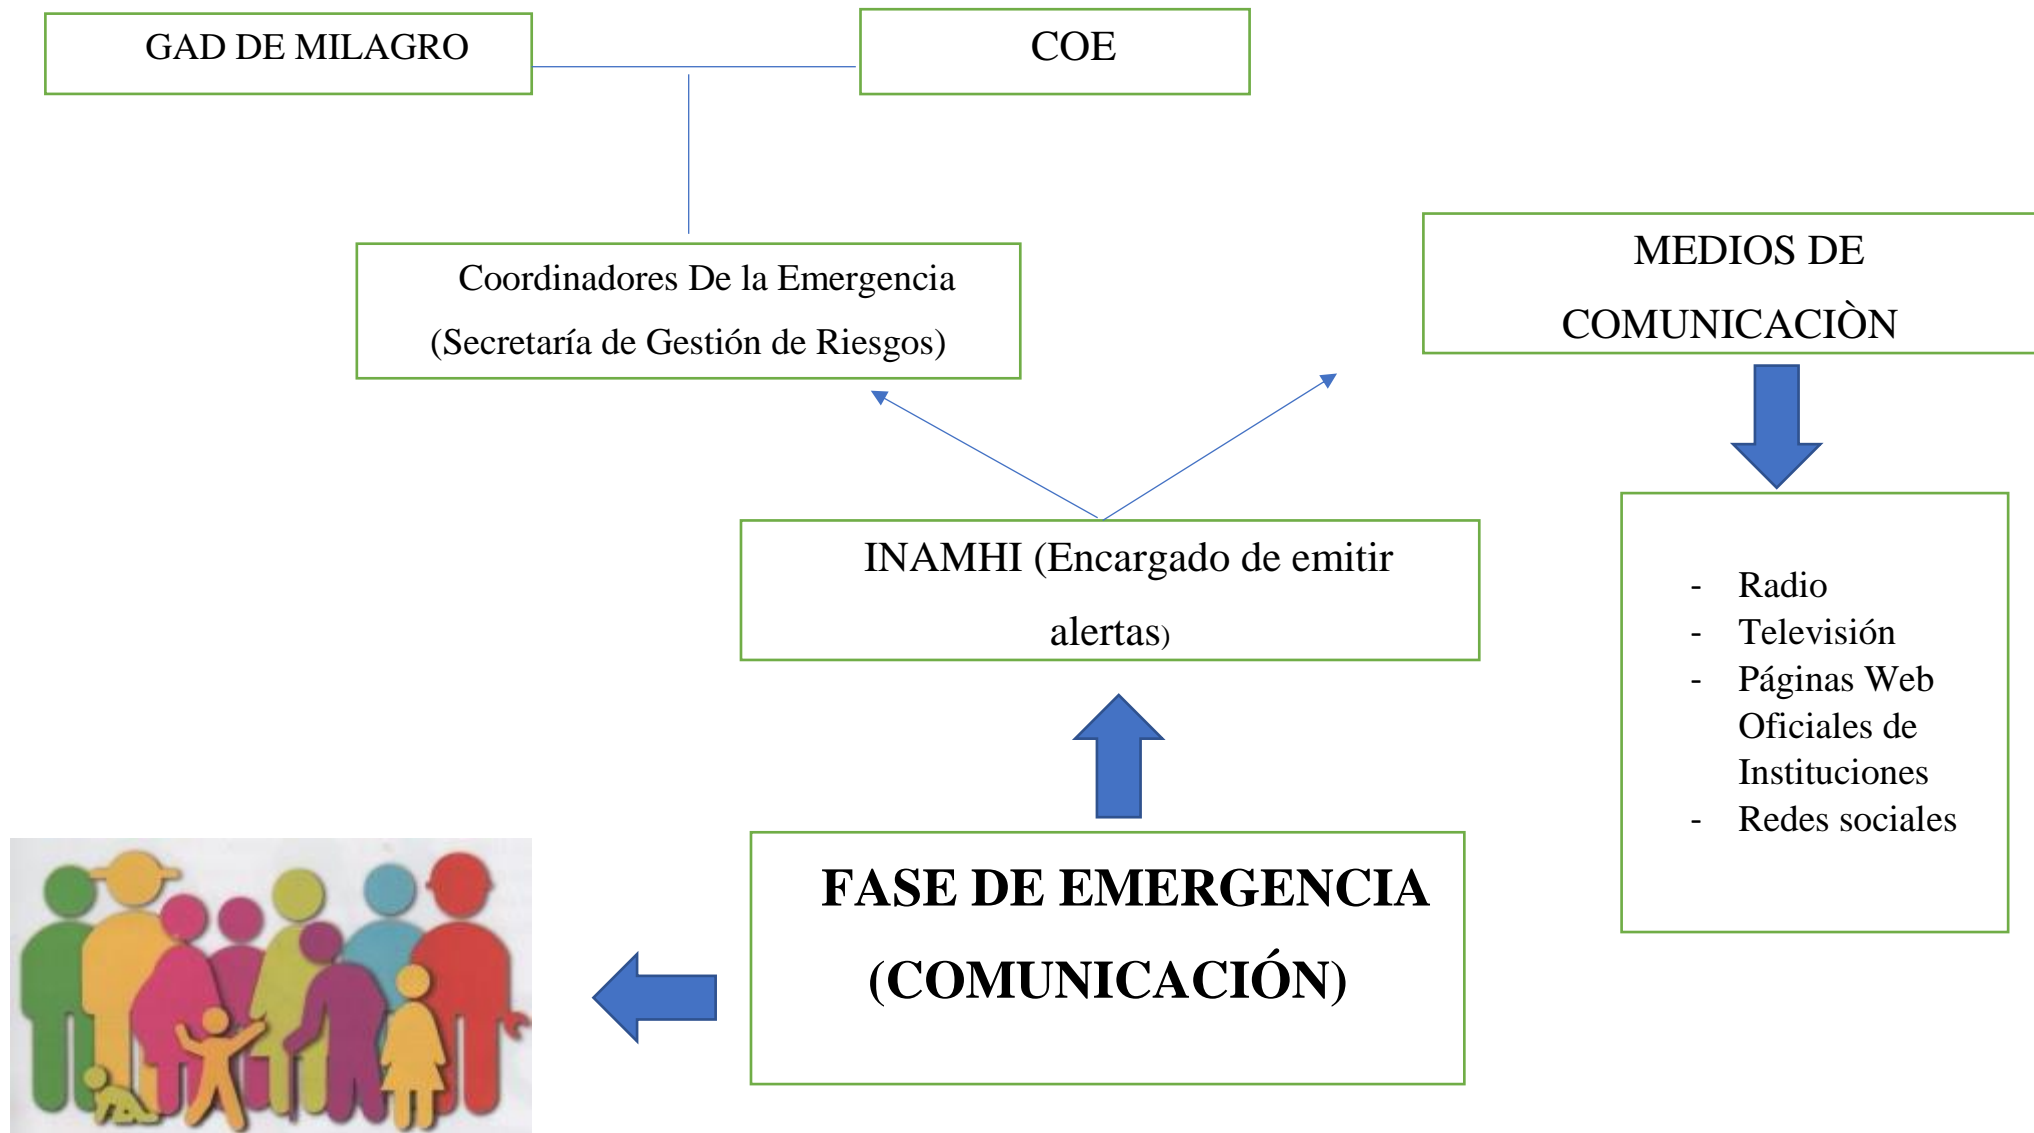 GAD DE MILAGRO
COE
Coordinadores De la Emergencia
(Secretaría de Gestión de Riesgos)
MEDIOS DE
COMUNICACIÒN
INAMHI (Encargado de emitir
alertas)
- Radio
- Televisión
- Páginas Web
Oficiales de
Instituciones
- Redes sociales
FASE DE EMERGENCIA
(COMUNICACIÓN)